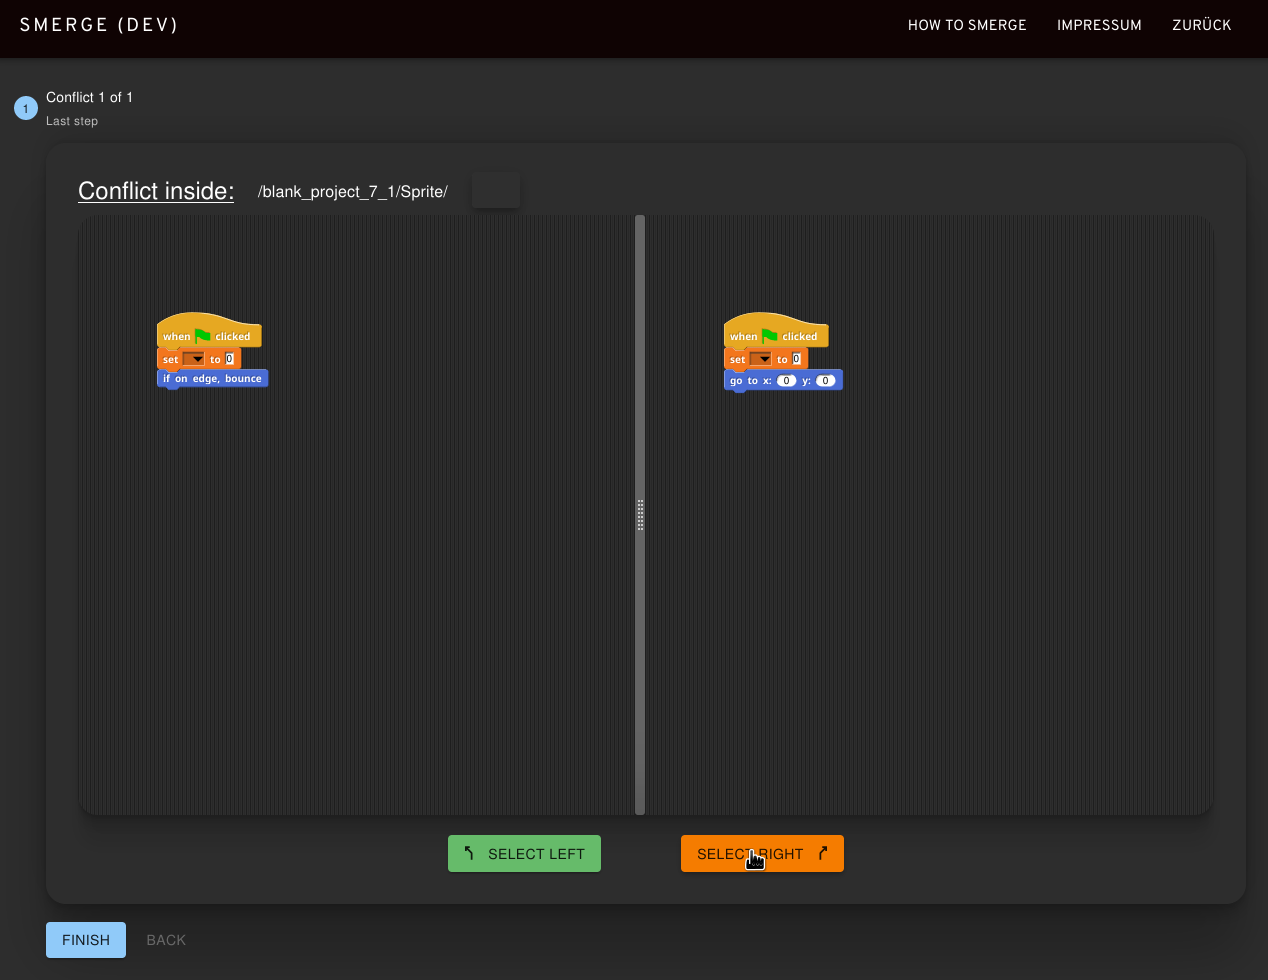 SMERGE (DEV)
HOW TO SMERGE IMPRESSUM ZURÜCK
1
Conflict 1 of 1
Last step
Conflict inside: /blank_project_7_1/Sprite/
when clicked
set to 0
if on edge, bounce
when clicked
set to 0
go to x: 0 y: 0
SELECT LEFT
SELECT RIGHT
FINISH BACK